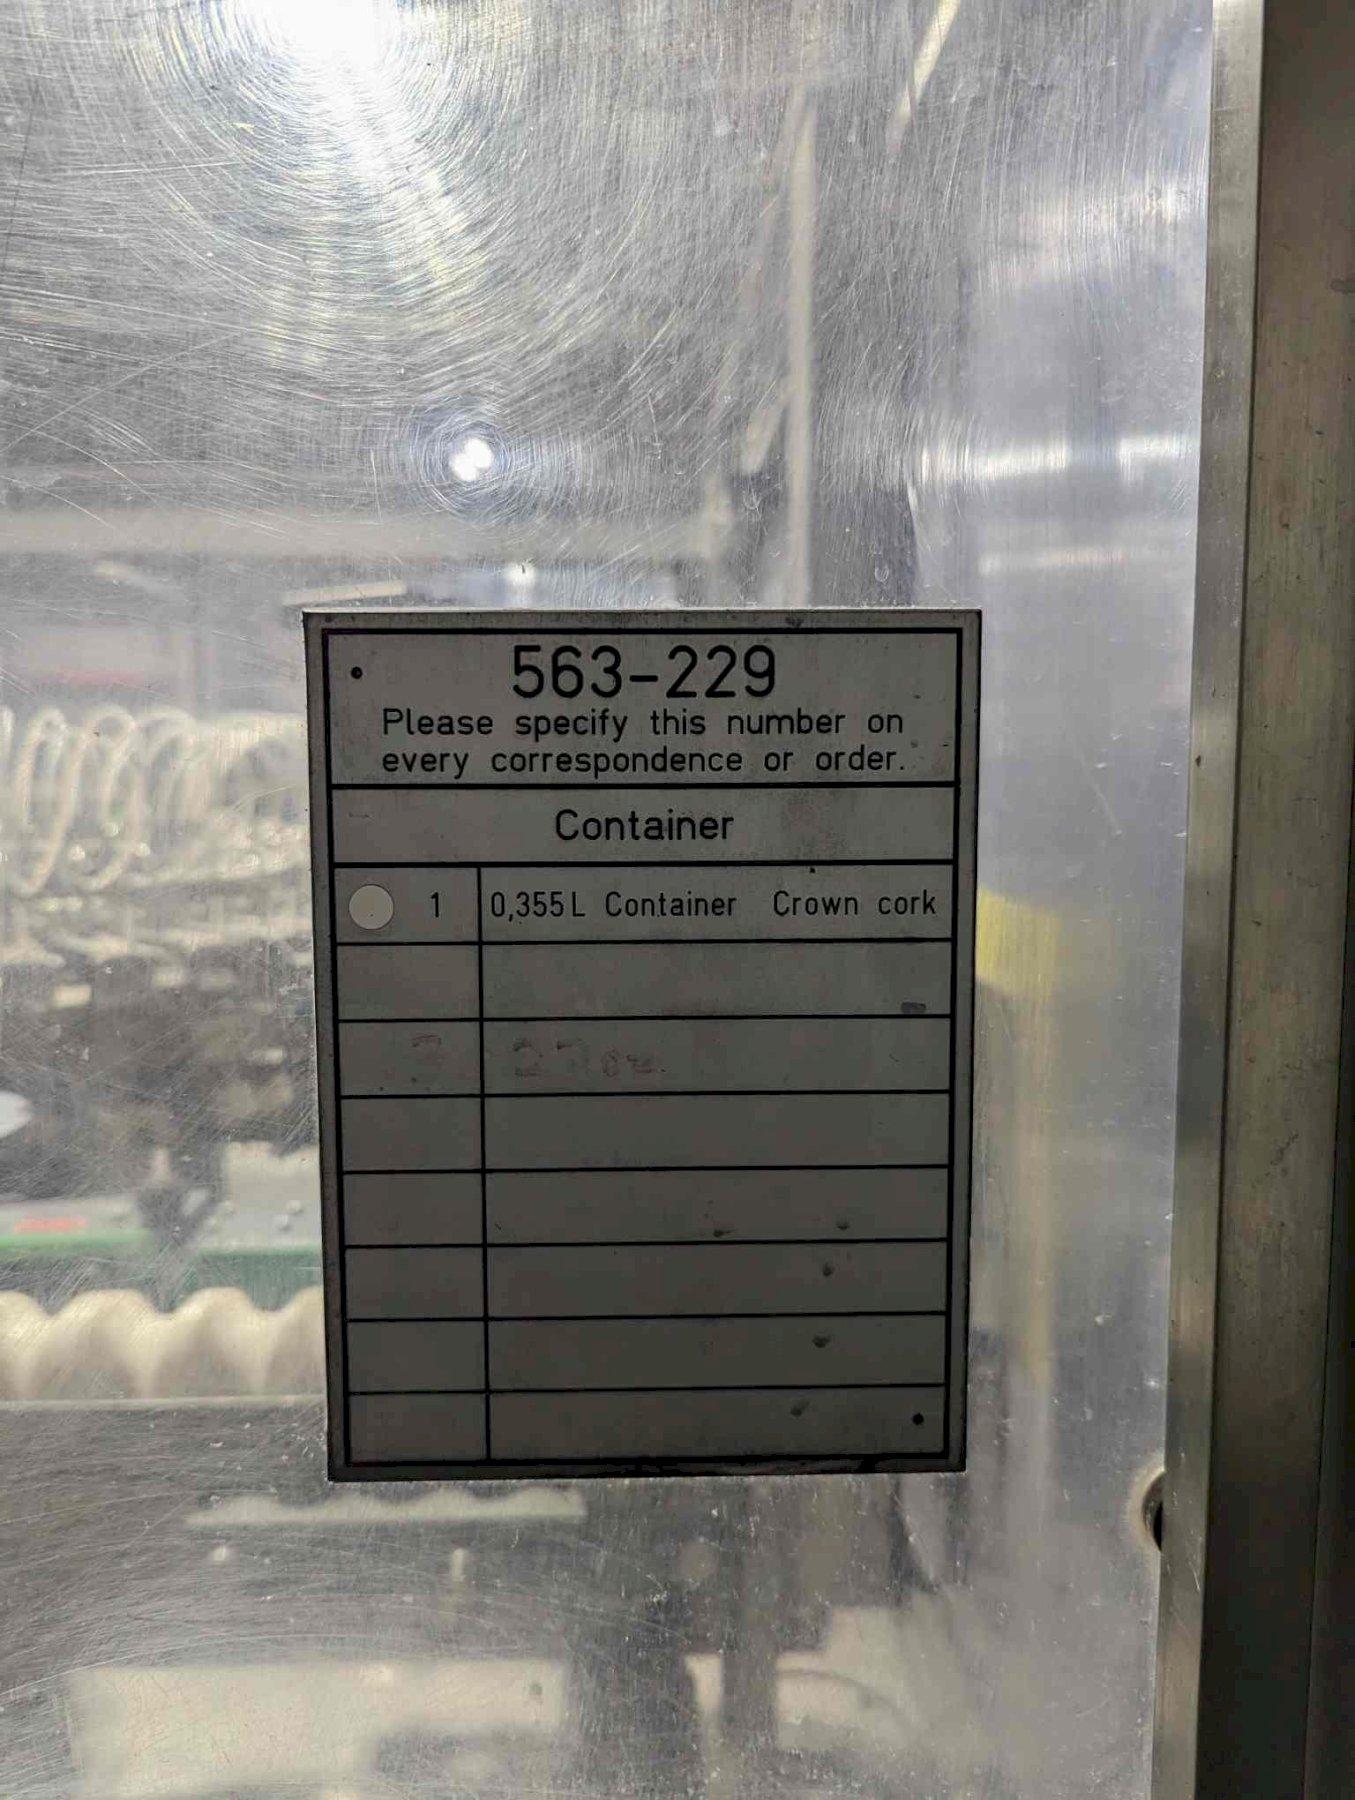 563-229
Please specify this number on
every correspondence or order.
Container
1 0,355 L Container Crown cork